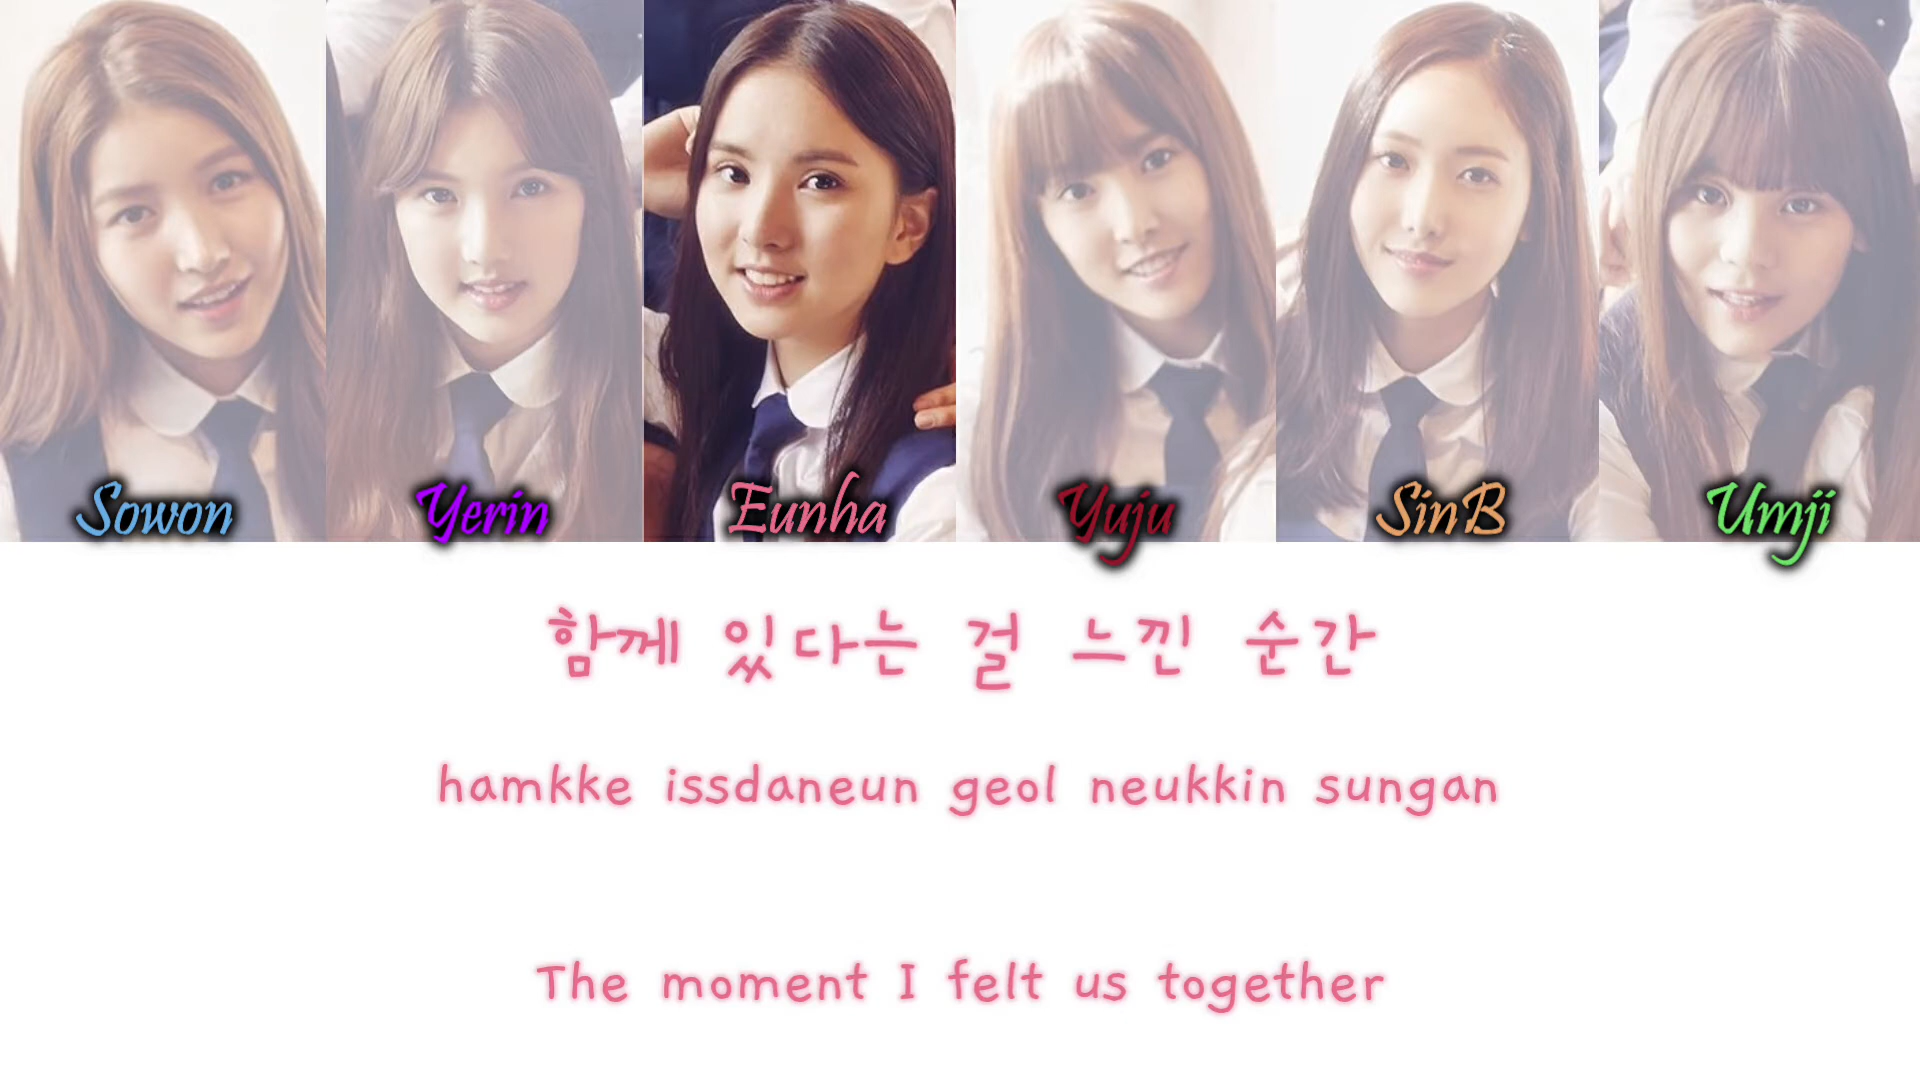 Sowon Yerin Eunha Yuju SinB Umji
함께 있다는 걸 느낀 순간
hamkke issdaneun geol neukkin sungan
The moment I felt us together